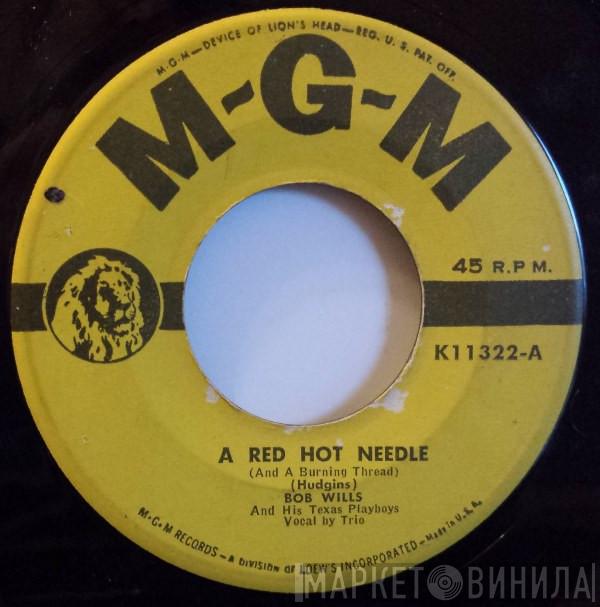 M-G-M—DEVICE OF LION'S HEAD—REG. U. S. PAT. OFF.
M-G-M
45 R.P.M.
K11322-A
A RED HOT NEEDLE
(And A Burning Thread)
(Hudgins)
BOB WILLS
And His Texas Playboys
Vocal by Trio
M-G-M RECORDS—A DIVISION OF LOEW'S INCORPORATED—Made in U.S.A.
МАРКЕТ ВИНИЛА